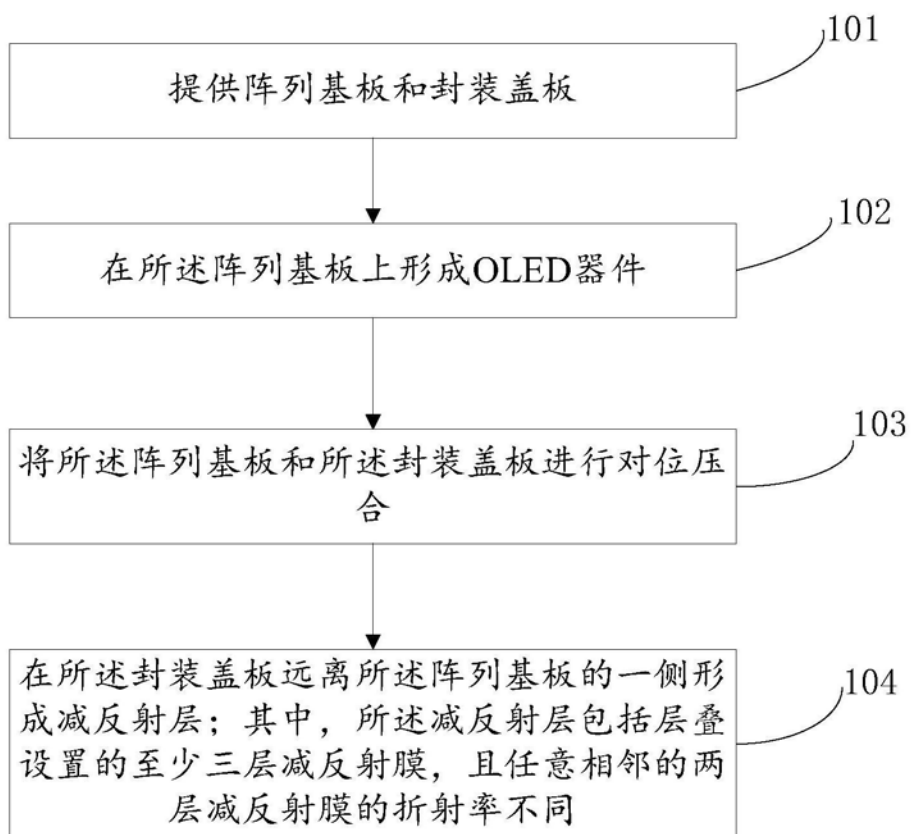 101
提供阵列基板和封装盖板
102
在所述阵列基板上形成OLED器件
103
将所述阵列基板和所述封装盖板进行对位压
合
104
在所述封装盖板远离所述阵列基板的一侧形
成减反射层；其中，所述减反射层包括层叠
设置的至少三层减反射膜，且任意相邻的两
层减反射膜的折射率不同